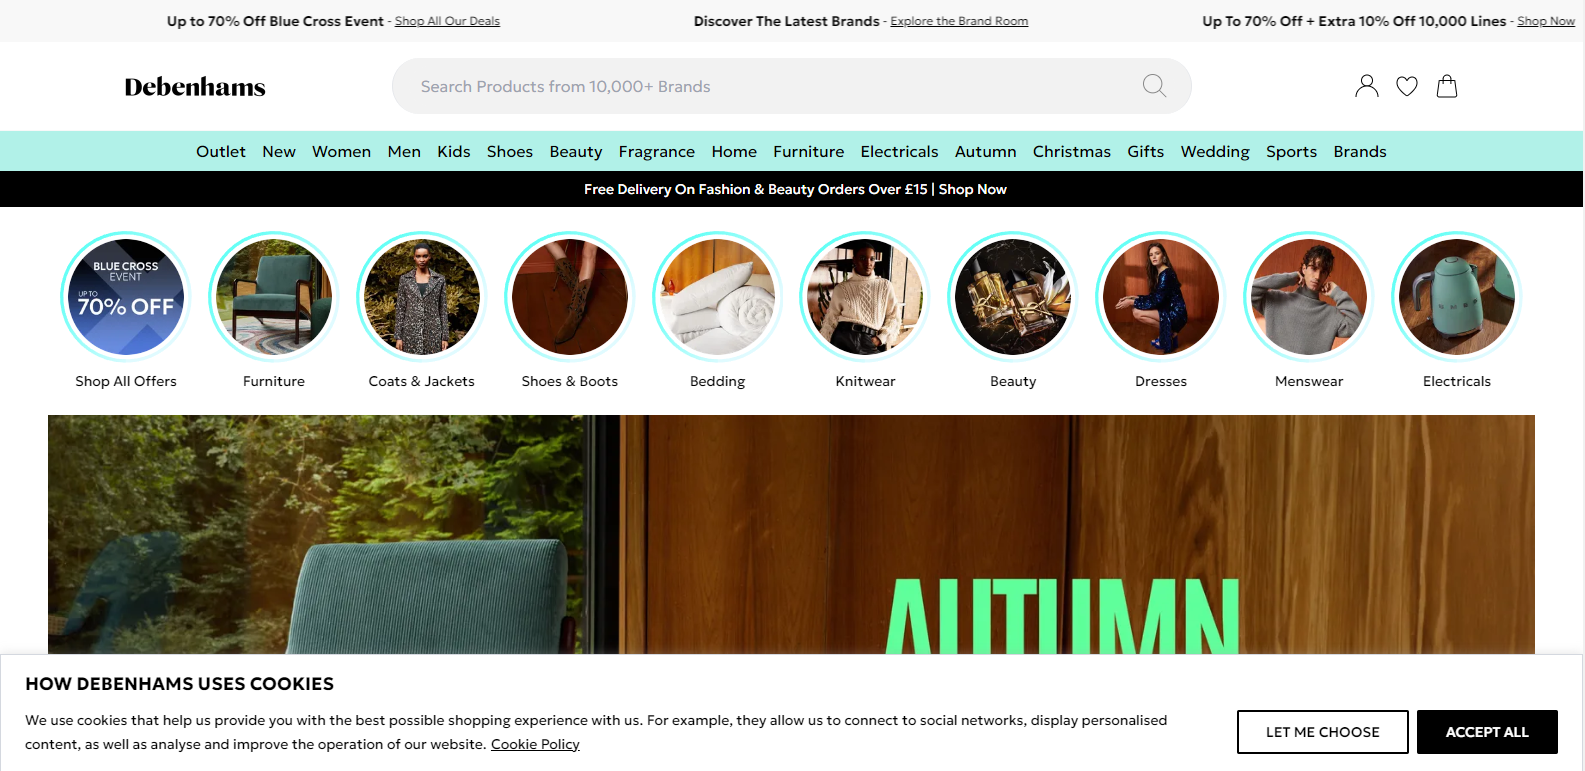 Up to 70% Off Blue Cross Event - Shop All Our Deals
Discover The Latest Brands - Explore the Brand Room
Up To 70% Off + Extra 10% Off 10,000 Lines - Shop Now
Debenhams
Search Products from 10,000+ Brands
Outlet New Women Men Kids Shoes Beauty Fragrance Home Furniture Electricals Autumn Christmas Gifts Wedding Sports Brands
Free Delivery On Fashion & Beauty Orders Over £15 | Shop Now
BLUE CROSS
EVENT
UP TO
70% OFF
SMEG
Shop All Offers
Furniture
Coats & Jackets
Shoes & Boots
Bedding
Knitwear
Beauty
Dresses
Menswear
Electricals
AUTUMN
HOW DEBENHAMS USES COOKIES
We use cookies that help us provide you with the best possible shopping experience with us. For example, they allow us to connect to social networks, display personalised
content, as well as analyse and improve the operation of our website. Cookie Policy
LET ME CHOOSE
ACCEPT ALL